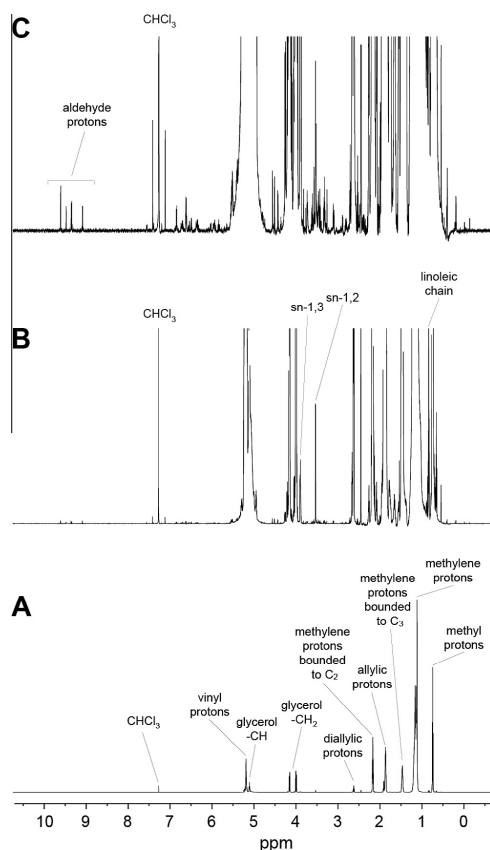 C
CHCl₃
aldehyde
protons
B
CHCl₃
sn-1,3
sn-1,2
linoleic
chain
A
CHCl₃
vinyl
protons
glycerol
-CH
glycerol
-CH₂
methylene
protons
bounded
to C₂
diallylic
protons
allylic
protons
methylene
protons
bounded
to C₃
methylene
protons
methyl
protons
10 9 8 7 6 5 4 3 2 1 0
ppm